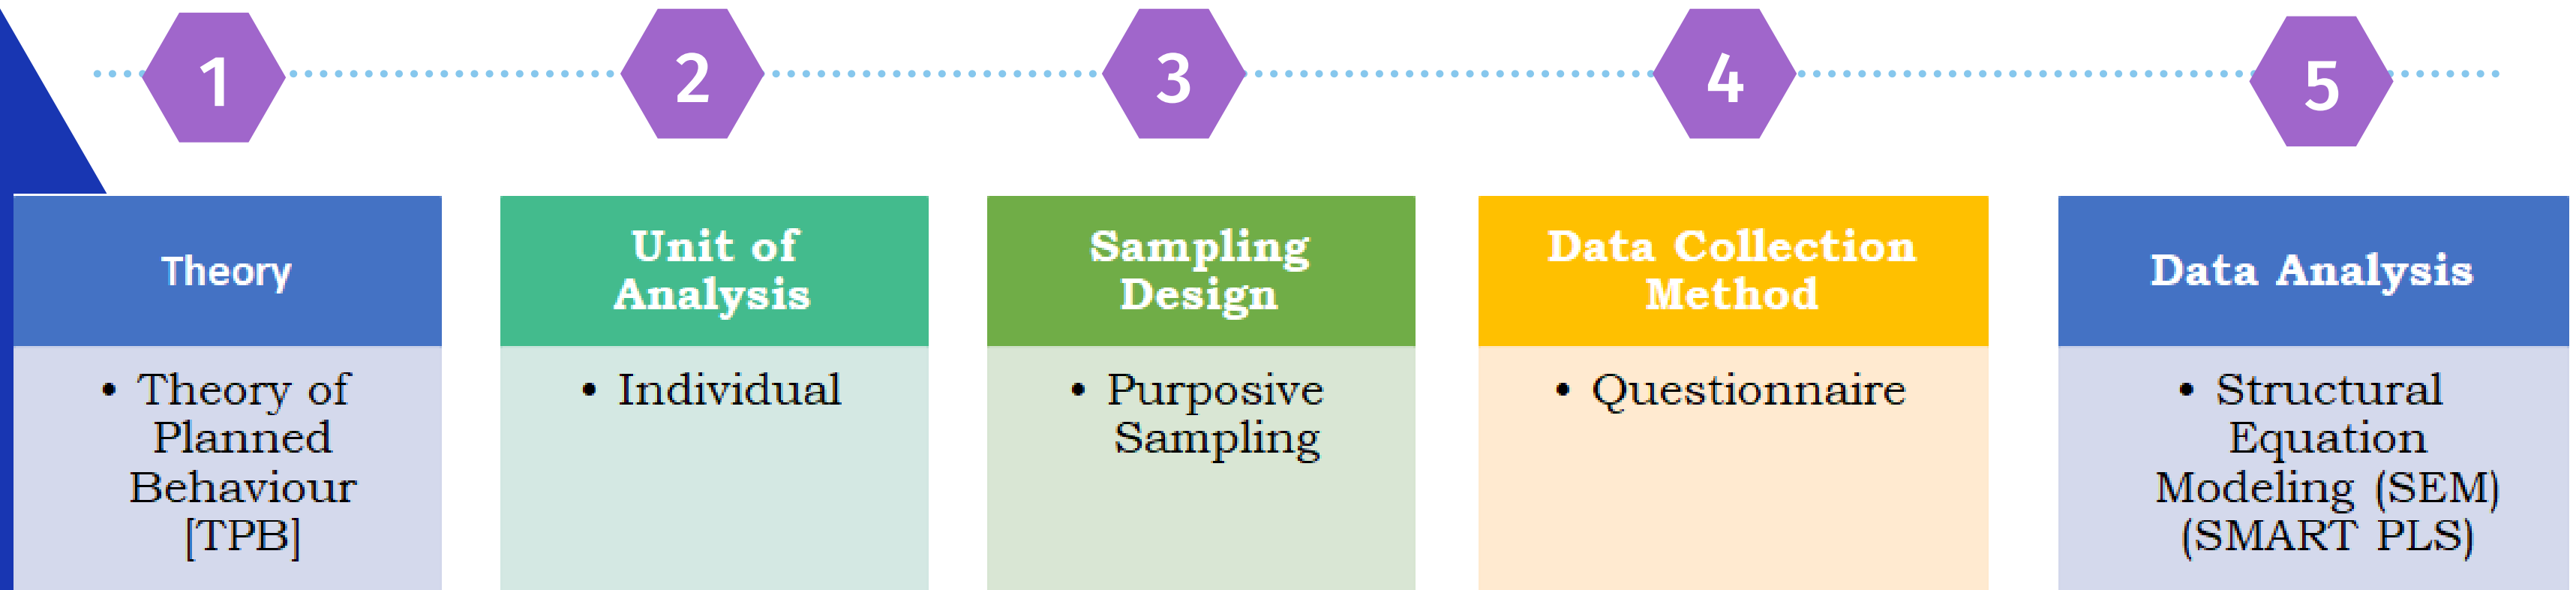 1
2
3
4
5
Theory
• Theory of
Planned
Behaviour
[TPB]
Unit of
Analysis
• Individual
Sampling
Design
• Purposive
Sampling
Data Collection
Method
• Questionnaire
Data Analysis
• Structural
Equation
Modeling (SEM)
(SMART PLS)